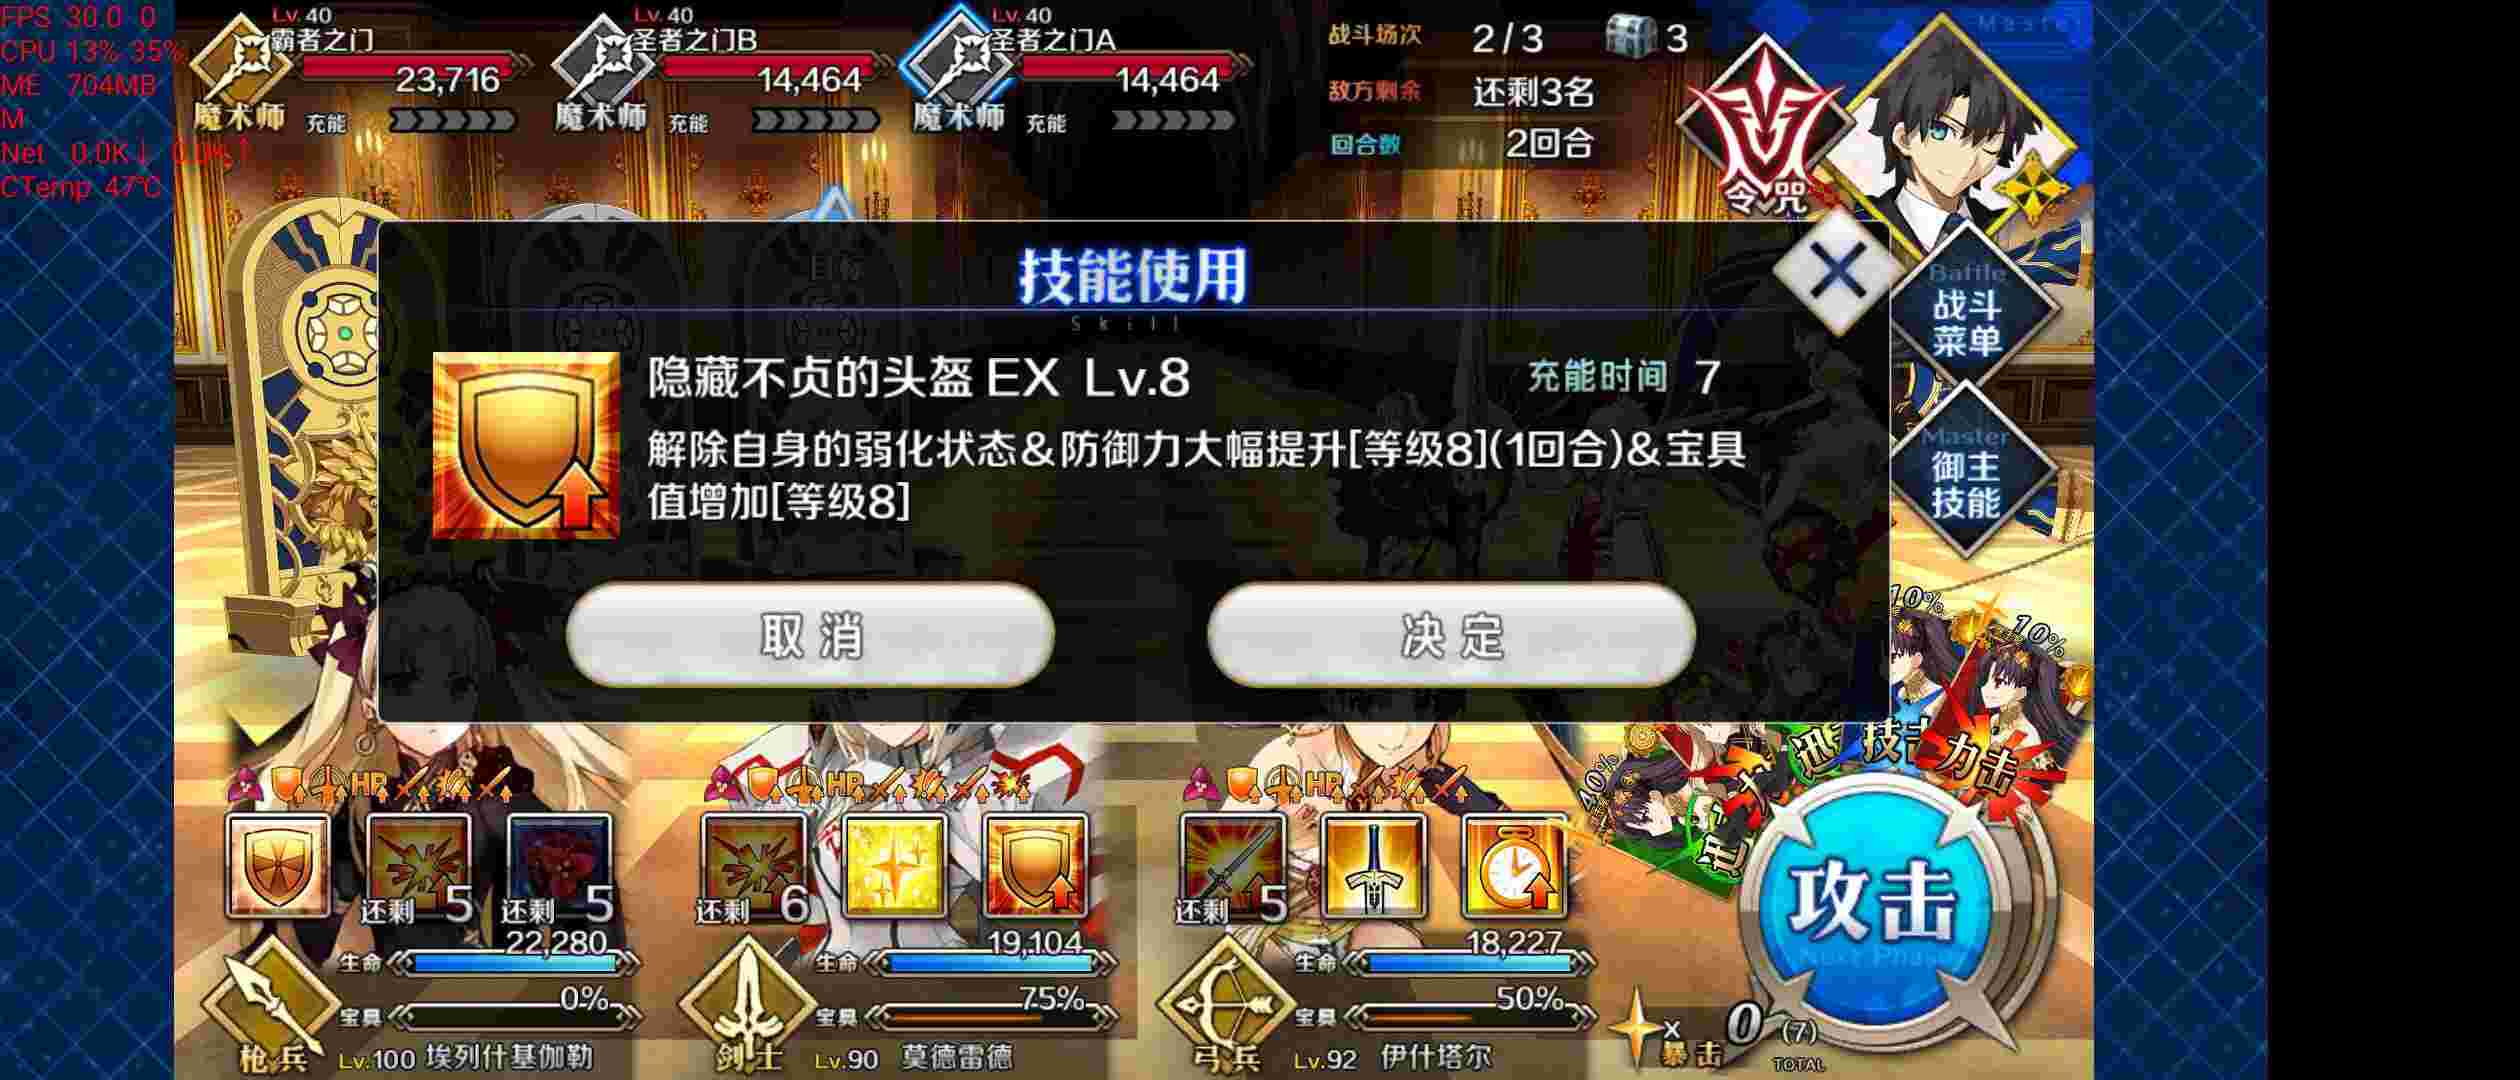 FPS 30.0 0
CPU 13% 35%
ME 704MB
M
Net 0.0K↓ 0.0K↑
CTemp 47℃
Lv.40
霸者之门
23,716
魔术师 充能
Lv.40
圣者之门B
14,464
魔术师 充能
Lv.40
圣者之门A
14,464
魔术师 充能
战斗场次 2/3 3
敌方剩余 还剩3名
回合数 2回合
令咒
Master
Battle
战斗
菜单
Master
御主
技能
目标
技能使用
Skill
隐藏不贞的头盔 EX Lv.8
充能时间 7
解除自身的弱化状态&防御力大幅提升[等级8](1回合)&宝具
值增加[等级8]
取消
决定
10%
10%
40%
迅 技击 力击
HP
HP
HP
还剩 5
还剩 5
还剩 6
还剩 5
22,280
生命
0%
宝具
枪兵 Lv.100 埃列什基伽勒
19,104
生命
75%
宝具
剑士 Lv.90 莫德雷德
18,227
生命
50%
宝具
弓兵 Lv.92 伊什塔尔
攻击
Next Phase
x 0 (7)
暴击 TOTAL